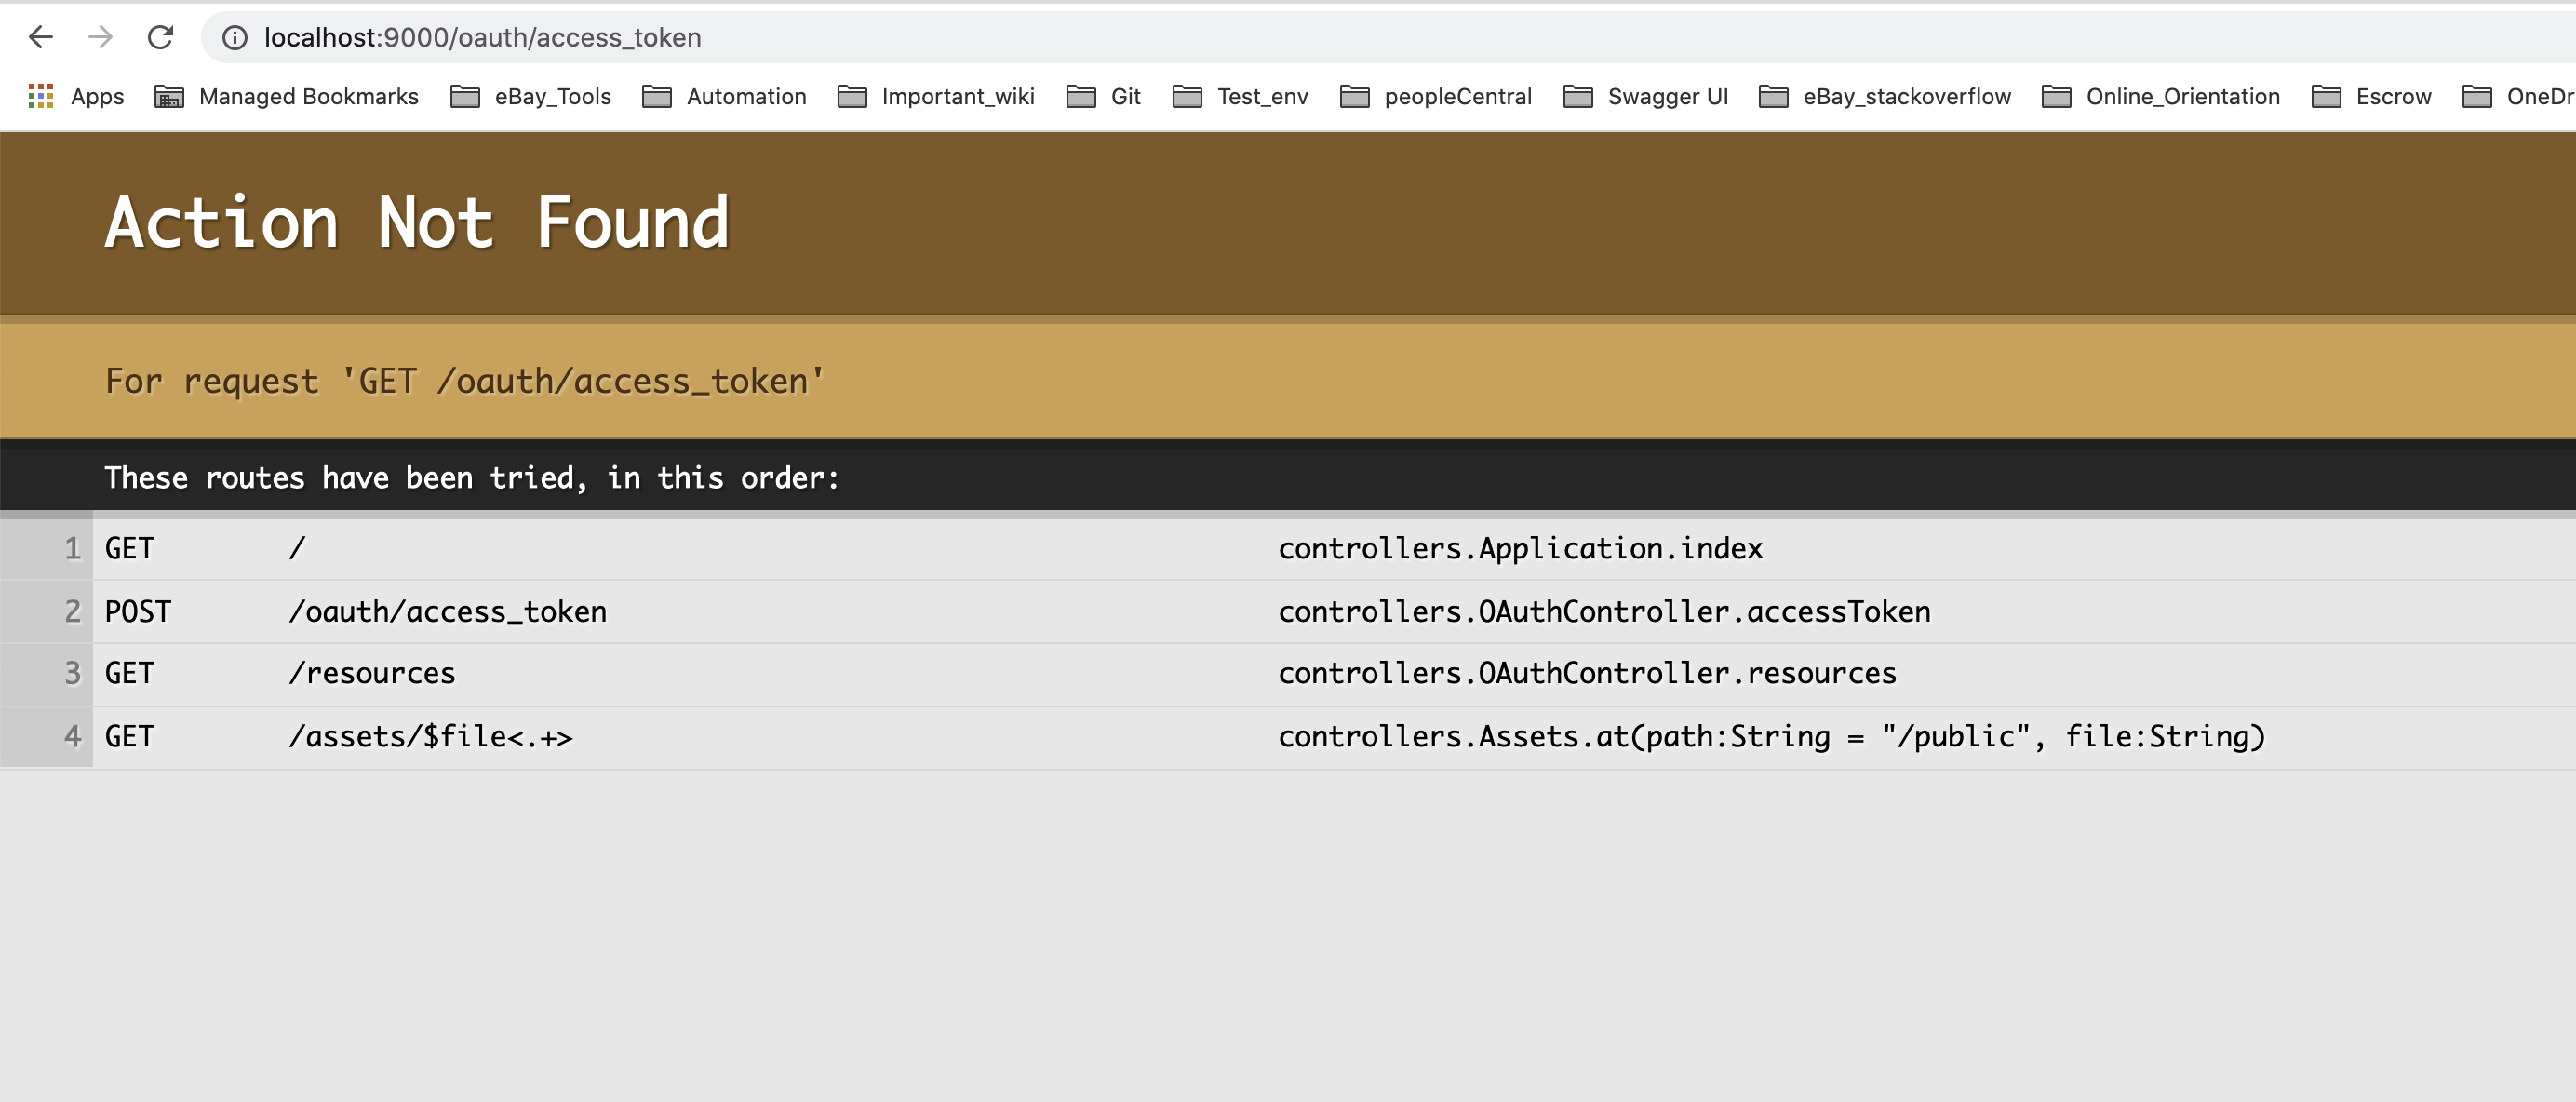 localhost:9000/oauth/access_token
Apps Managed Bookmarks eBay_Tools Automation Important_wiki Git Test_env peopleCentral Swagger UI eBay_stackoverflow Online_Orientation Escrow OneDr
Action Not Found
For request 'GET /oauth/access_token'
These routes have been tried, in this order:
1 GET / controllers.Application.index
2 POST /oauth/access_token controllers.OAuthController.accessToken
3 GET /resources controllers.OAuthController.resources
4 GET /assets/$file<.+> controllers.Assets.at(path:String = "/public", file:String)